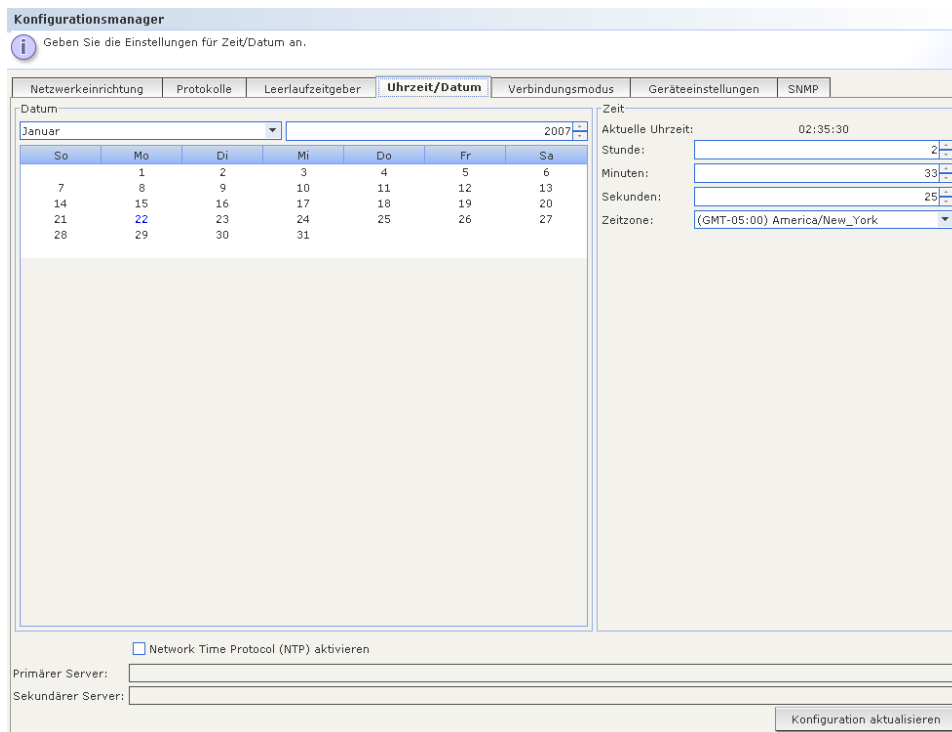 Konfigurationsmanager
Geben Sie die Einstellungen für Zeit/Datum an.
Netzwerkeinrichtung Protokolle Leerlaufzeitgeber Uhrzeit/Datum Verbindungsmodus Geräteeinstellungen SNMP
Datum
Januar 2007
So Mo Di Mi Do Fr Sa
1 2 3 4 5 6
7 8 9 10 11 12 13
14 15 16 17 18 19 20
21 22 23 24 25 26 27
28 29 30 31
Zeit
Aktuelle Uhrzeit: 02:35:30
Stunde: 2
Minuten: 33
Sekunden: 25
Zeitzone: (GMT-05:00) America/New_York
Network Time Protocol (NTP) aktivieren
Primärer Server:
Sekundärer Server:
Konfiguration aktualisieren